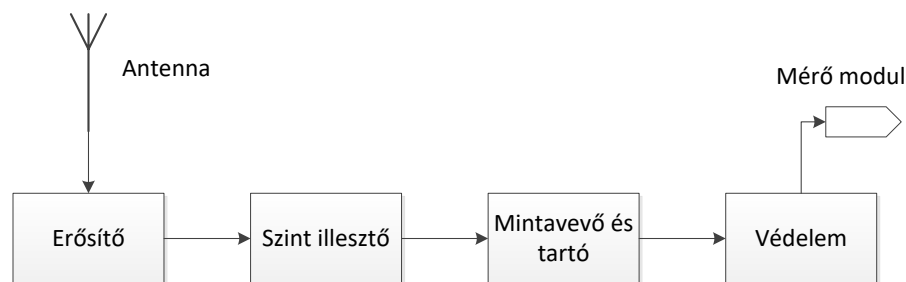 Antenna
Mérő modul
Erősítő
Szint illesztő
Mintavevő és
tartó
Védelem